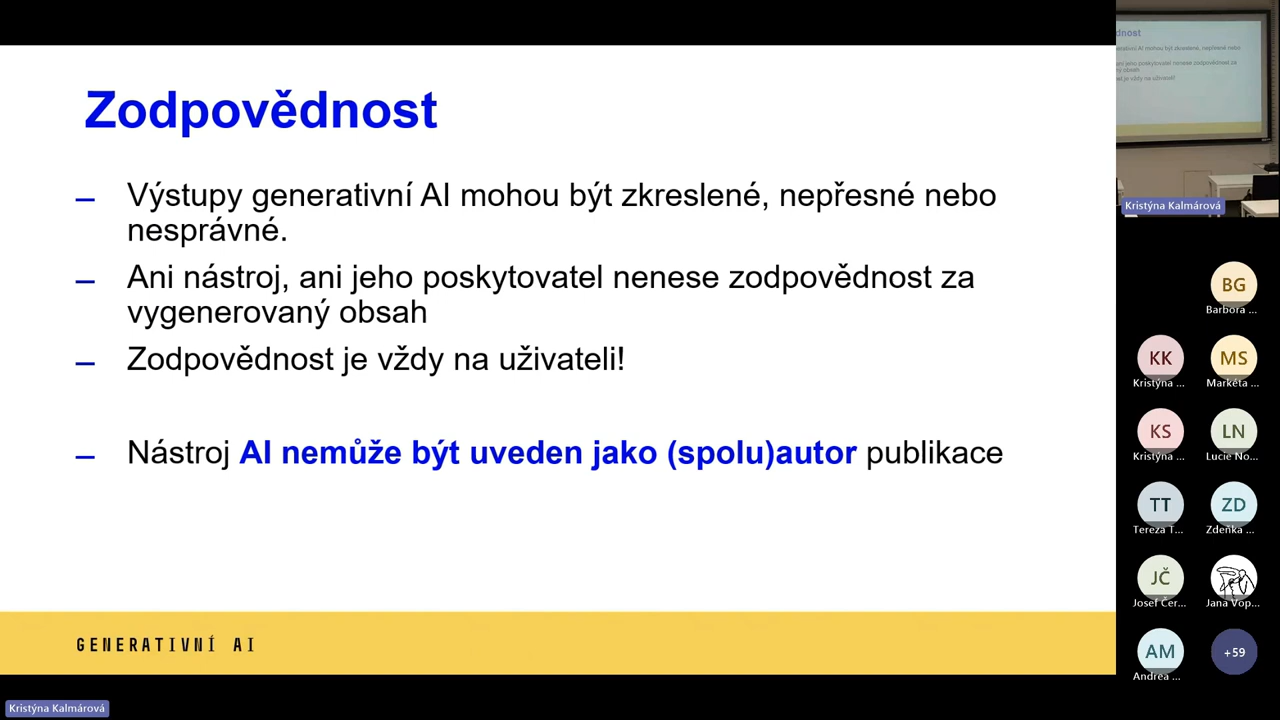 Zodpovědnost
– Výstupy generativní AI mohou být zkreslené, nepřesné nebo
nesprávné.
– Ani nástroj, ani jeho poskytovatel nenese zodpovědnost za
vygenerovaný obsah
– Zodpovědnost je vždy na uživateli!
– Nástroj AI nemůže být uveden jako (spolu)autor publikace
GENERATIVNÍ AI
Kristýna Kalmárová
dnost
Kristýna Kalmárová
BG
Barbora ...
KK
Kristýna ...
MS
Markéta ...
KS
Kristýna ...
LN
Lucie No...
TT
Tereza T...
ZD
Zdeňka ...
JČ
Josef Čer...
Jana Vop...
AM
Andrea ...
+59